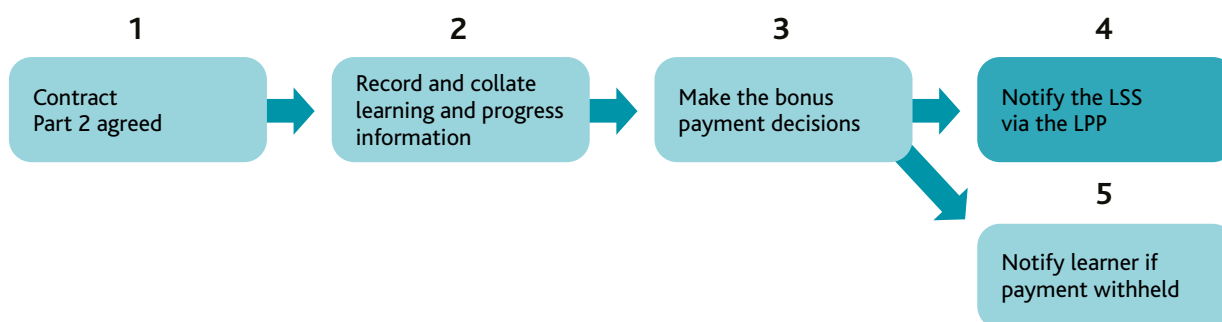 1
Contract
Part 2 agreed
2
Record and collate
learning and progress
information
3
Make the bonus
payment decisions
4
Notify the LSS
via the LPP
5
Notify learner if
payment withheld